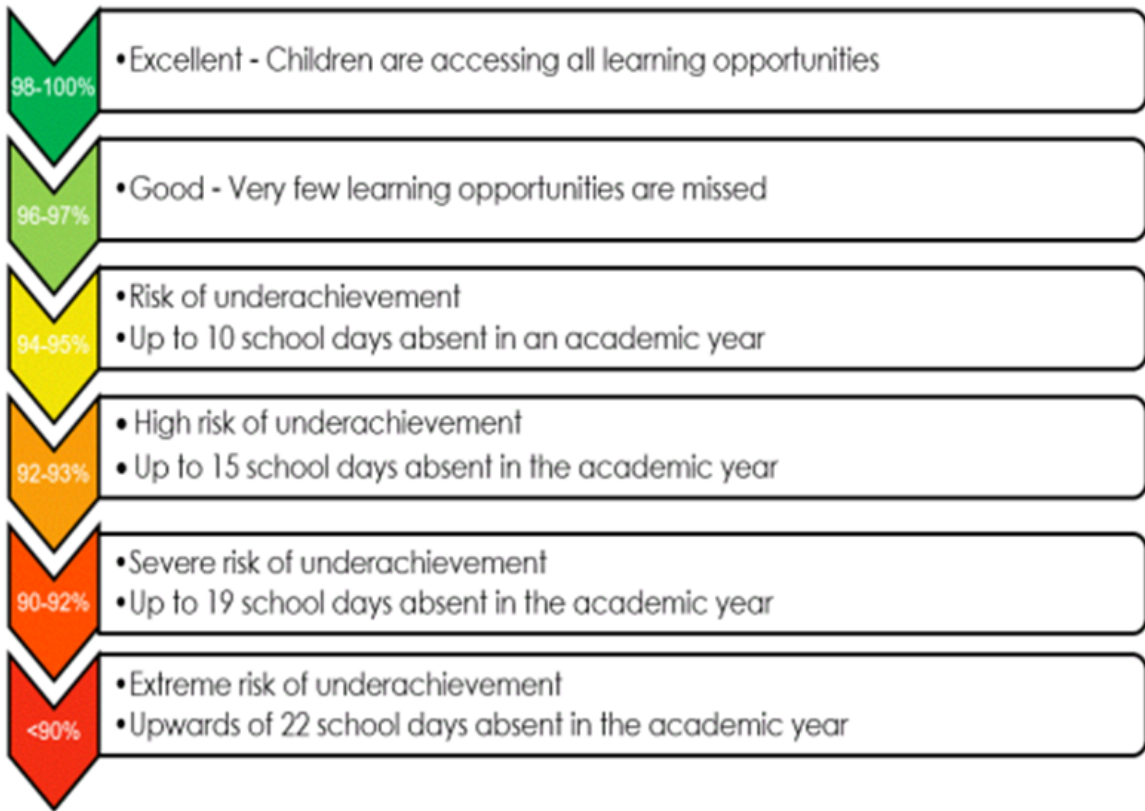 98-100%
•Excellent - Children are accessing all learning opportunities
96-97%
•Good - Very few learning opportunities are missed
94-95%
•Risk of underachievement
•Up to 10 school days absent in an academic year
92-93%
• High risk of underachievement
• Up to 15 school days absent in the academic year
90-92%
•Severe risk of underachievement
•Up to 19 school days absent in the academic year
<90%
•Extreme risk of underachievement
•Upwards of 22 school days absent in the academic year